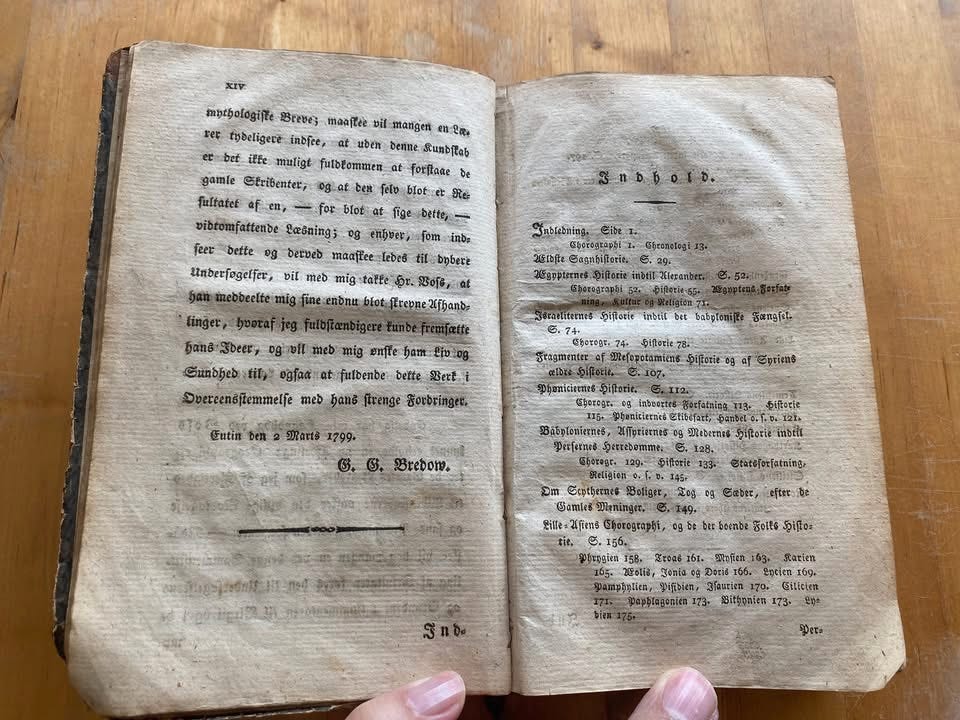 XIV
mythologiske Breve; maaskee vil mangen en Læ-
rer tydeligere indsee, at uden denne Kundskab
er det ikke muligt fuldkommen at forstaae de
gamle Skribenter, og at den selv blot er Re-
sultatet af en, — for blot at sige dette, —
vidtomfattende Læsning; og enhver, som ind-
seer dette og derved maaskee ledes til dybere
Undersøgelser, vil med mig takke Hr. Voss, at
han meddeelte mig sine endnu blot skrevne Afhand-
linger, hvoraf jeg fuldstændigere kunde fremsætte
hans Ideer, og vil med mig ønske ham Liv og
Sundhed til, ogsaa at fuldende dette Verk i
Overeensstemmelse med hans strenge Fordringer.
Eutin den 2 Marts 1799.
G. G. Bredow.
Ind-
Indhold.
Indledning. Side 1.
Chorographi 1. Chronologi 13.
Ældste Sagnhistorie. S. 29.
Ægypternes Historie indtil Alexander. S. 52.
Chorography 52. Historie 55. Ægyptens Forfat-
ning, Kultur og Religion 71.
Israeliternes Historie indtil det babyloniske Fængsel.
S. 74.
Chorogr. 74. Historie 78.
Fragmenter af Mesopotamiens Historie og af Syriens
ældre Historie. S. 107.
Phøniciernes Historie. S. 112.
Chorogr. og indvortes Forfatning 113. Historie
115. Phøniciernes Skibsfart, Handel o. s. v. 121.
Babyloniernes, Assyriernes og Medernes Historie indtil
Persernes Herredømme. S. 128.
Chorogr. 129. Historie 133. Statsforfatning,
Religion o. s. v. 145.
Om Scythernes Boliger, Tog og Sæder, efter de
Gamles Meninger. S. 149.
Lille-Asiens Chorographi, og de der boende Folks Histo-
rie. S. 156.
Phrygien 158. Troas 161. Mysien 163. Karien
165. Æolis, Jonia og Doris 166. Lycien 169.
Pamphylien, Pisidien, Isaurien 170. Cilicien
171. Paphlagonien 173. Bithynien 173. Ly-
dien 175.
Per-